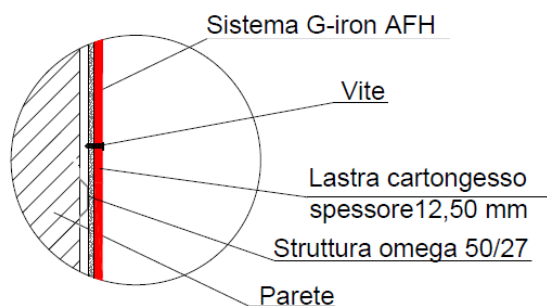 Sistema G-iron AFH
Vite
Lastra cartongesso
spessore12,50 mm
Struttura omega 50/27
Parete